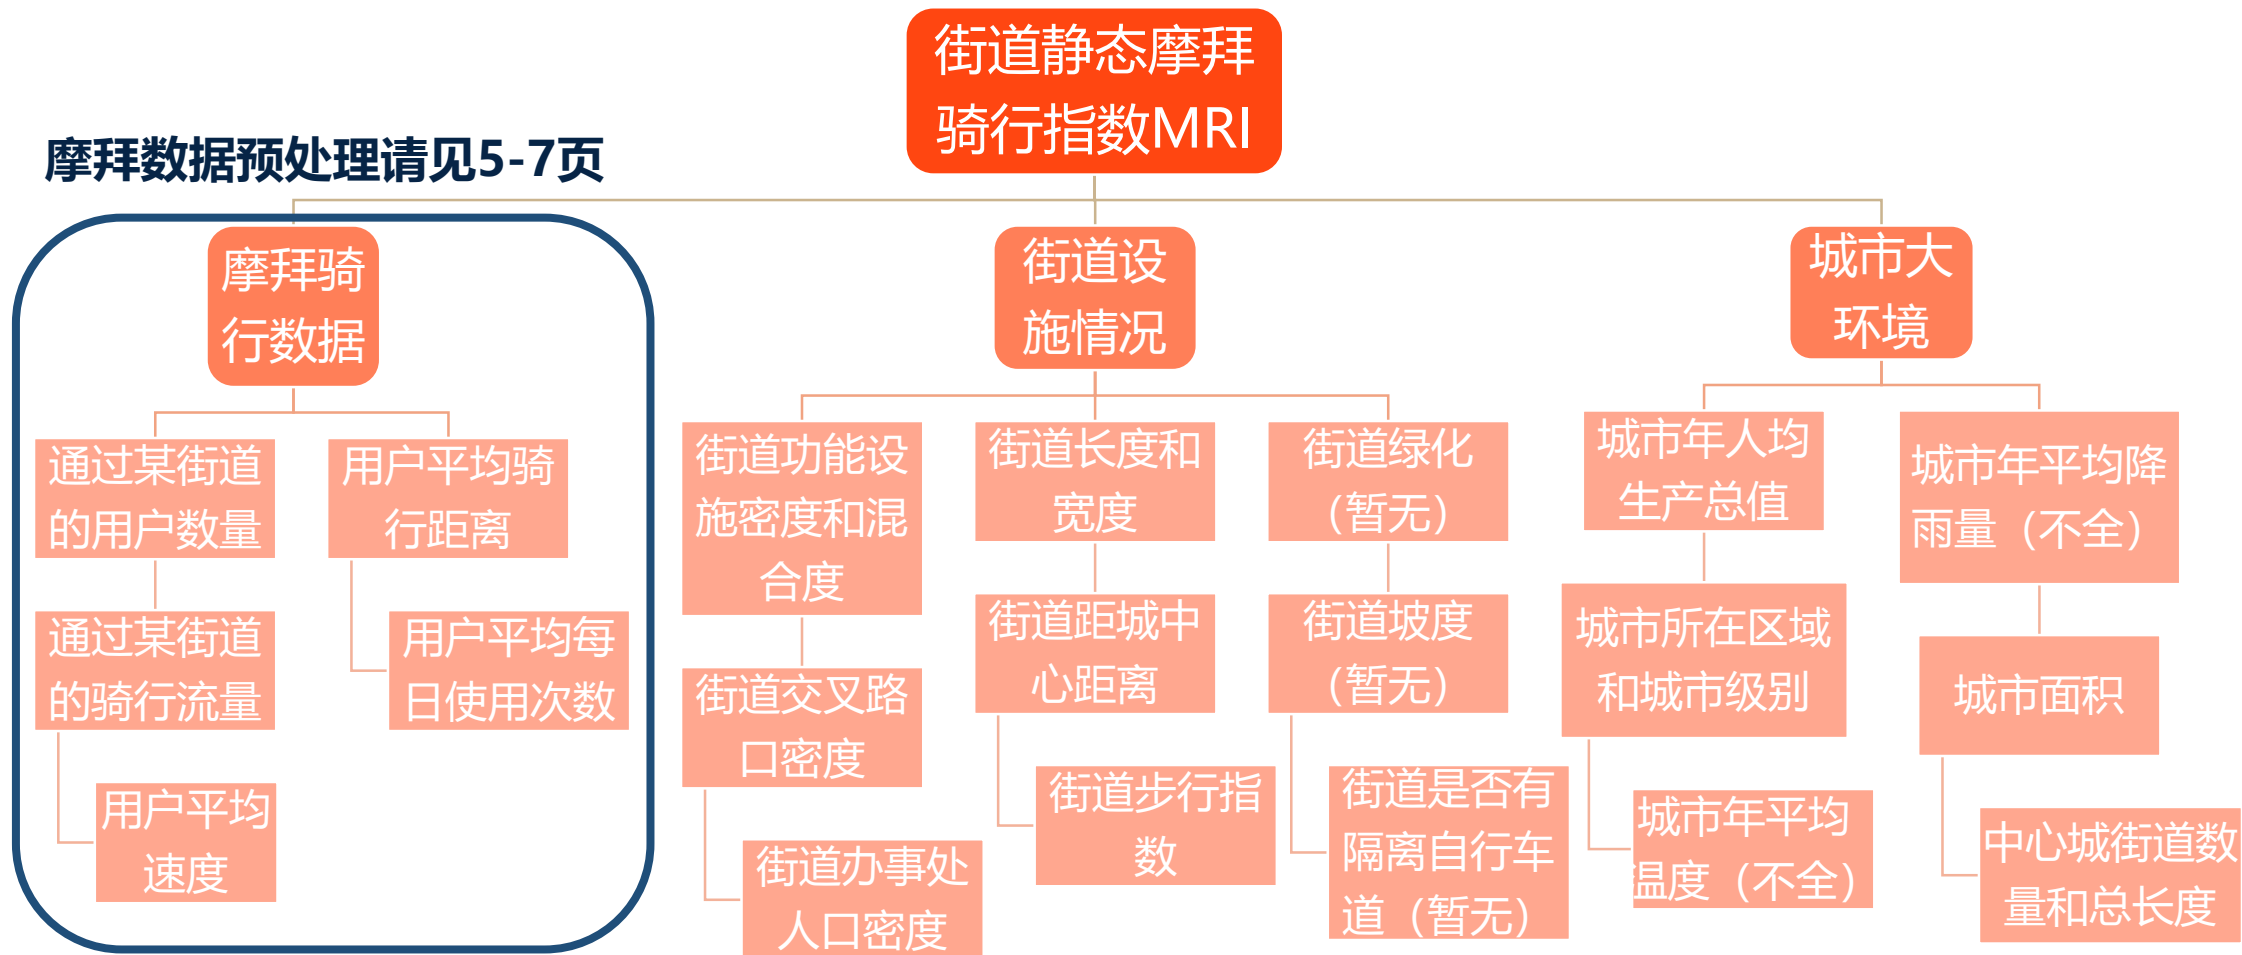 街道静态摩拜
骑行指数MRI
摩拜数据预处理请见5-7页
摩拜骑
行数据
通过某街道
的用户数量
通过某街道
的骑行流量
用户平均
速度
用户平均骑
行距离
用户平均每
日使用次数
街道设
施情况
街道功能设
施密度和混
合度
街道交叉路
口密度
街道办事处
人口密度
街道长度和
宽度
街道距城中
心距离
街道步行指
数
街道绿化
（暂无）
街道坡度
（暂无）
街道是否有
隔离自行车
道（暂无）
城市大
环境
城市年人均
生产总值
城市所在区域
和城市级别
城市年平均
温度（不全）
城市年平均降
雨量（不全）
城市面积
中心城街道数
量和总长度